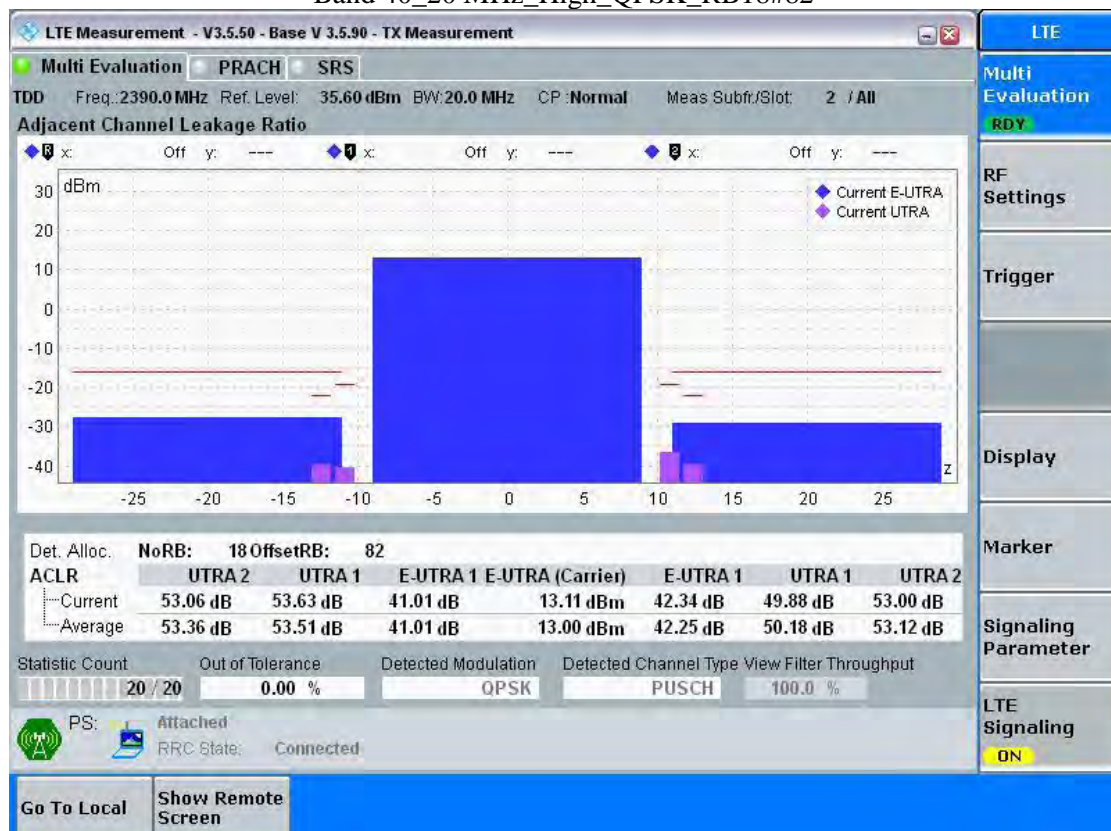 Band 40_20 MHz_High_QPSK_RB18#82
LTE Measurement - V3.5.50 - Base V 3.5.90 - TX Measurement
LTE
Multi Evaluation PRACH SRS
TDD Freq.:2390.0 MHz Ref. Level: 35.60 dBm BW:20.0 MHz CP :Normal Meas Subfr./Slot: 2 / All
Adjacent Channel Leakage Ratio
R x: Off y: --- 1 x: Off y: --- 2 x: Off y: ---
dBm
Current E-UTRA
Current UTRA
30
20
10
0
-10
-20
-30
-40
z
-25 -20 -15 -10 -5 0 5 10 15 20 25
Det. Alloc. NoRB: 18 OffsetRB: 82
ACLR UTRA 2 UTRA 1 E-UTRA 1 E-UTRA (Carrier) E-UTRA 1 UTRA 1 UTRA 2
Current 53.06 dB 53.63 dB 41.01 dB 13.11 dBm 42.34 dB 49.88 dB 53.00 dB
Average 53.36 dB 53.51 dB 41.01 dB 13.00 dBm 42.25 dB 50.18 dB 53.12 dB
Statistic Count Out of Tolerance Detected Modulation Detected Channel Type View Filter Throughput
20 / 20 0.00 % QPSK PUSCH 100.0 %
PS: Attached
RRC State: Connected
Multi
Evaluation
RDY
RF
Settings
Trigger
Display
Marker
Signaling
Parameter
LTE
Signaling
ON
Go To Local
Show Remote
Screen